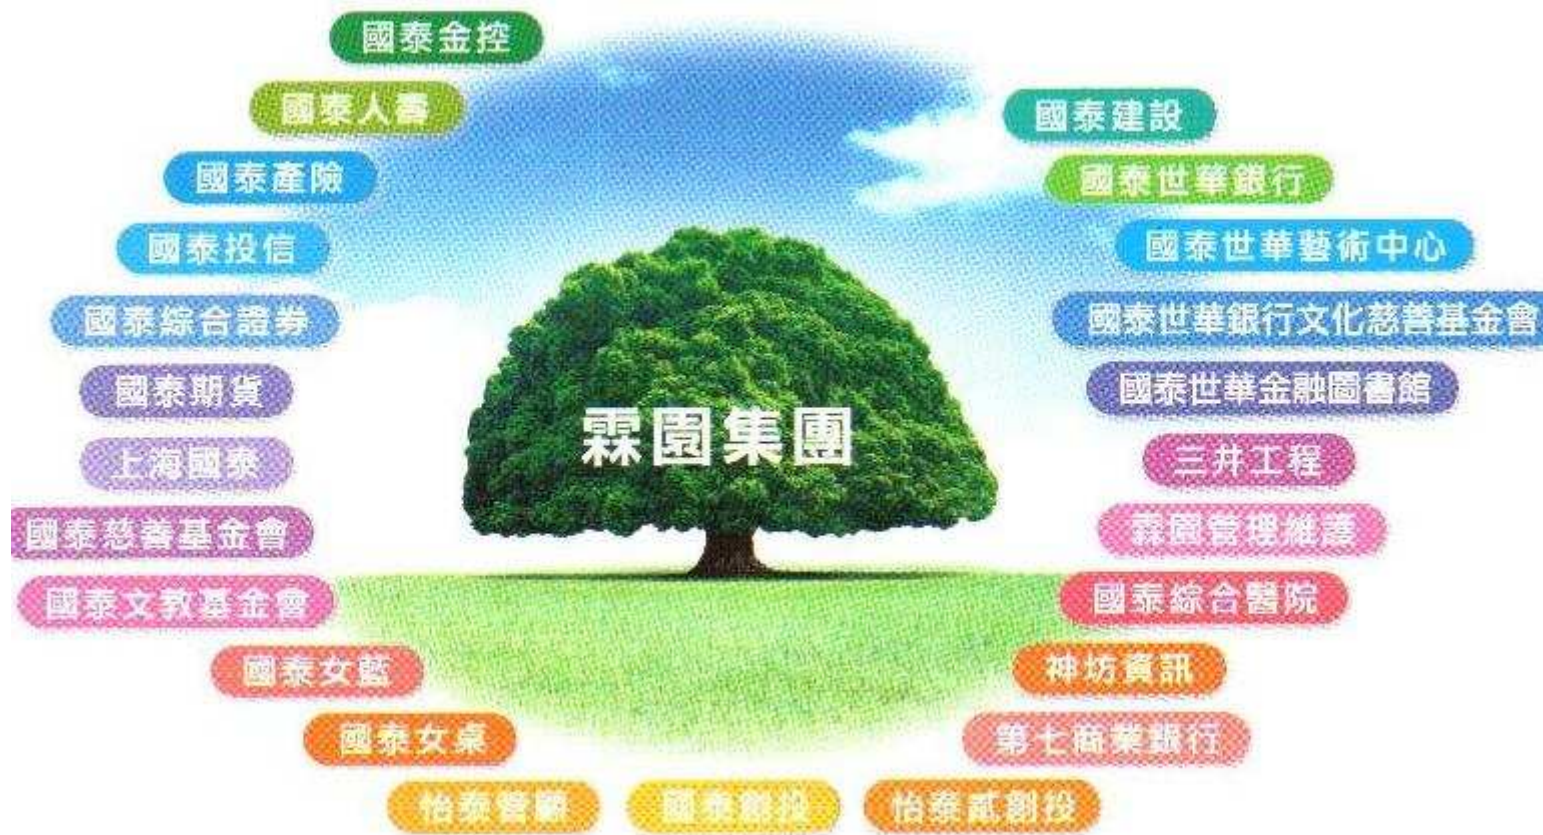 國泰金控
國泰人壽
國泰產險
國泰投信
國泰綜合證券
國泰期貨
上海國泰
國泰慈善基金會
國泰文教基金會
國泰女籃
國泰女桌
怡泰管顧
國泰創投
怡泰貳創投
霖園集團
國泰建設
國泰世華銀行
國泰世華藝術中心
國泰世華銀行文化慈善基金會
國泰世華金融圖書館
三井工程
霖園管理維護
國泰綜合醫院
神坊資訊
第七商業銀行